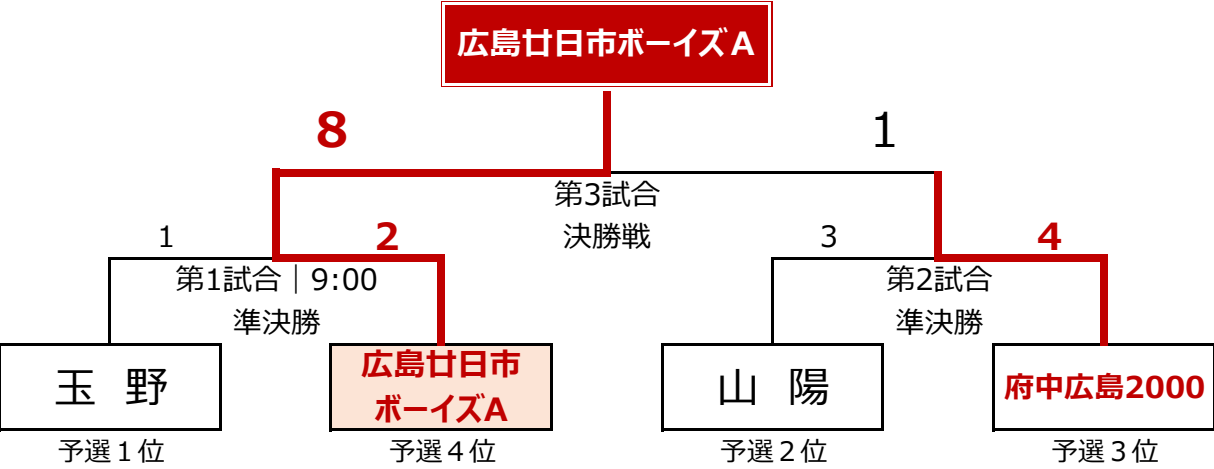 広島廿日市ボーイズA
8
1
第3試合
決勝戦
1
2
3
4
第1試合｜9:00
第2試合
準決勝
準決勝
玉 野
広島廿日市
ボーイズA
山 陽
府中広島2000
予選１位
予選４位
予選２位
予選３位